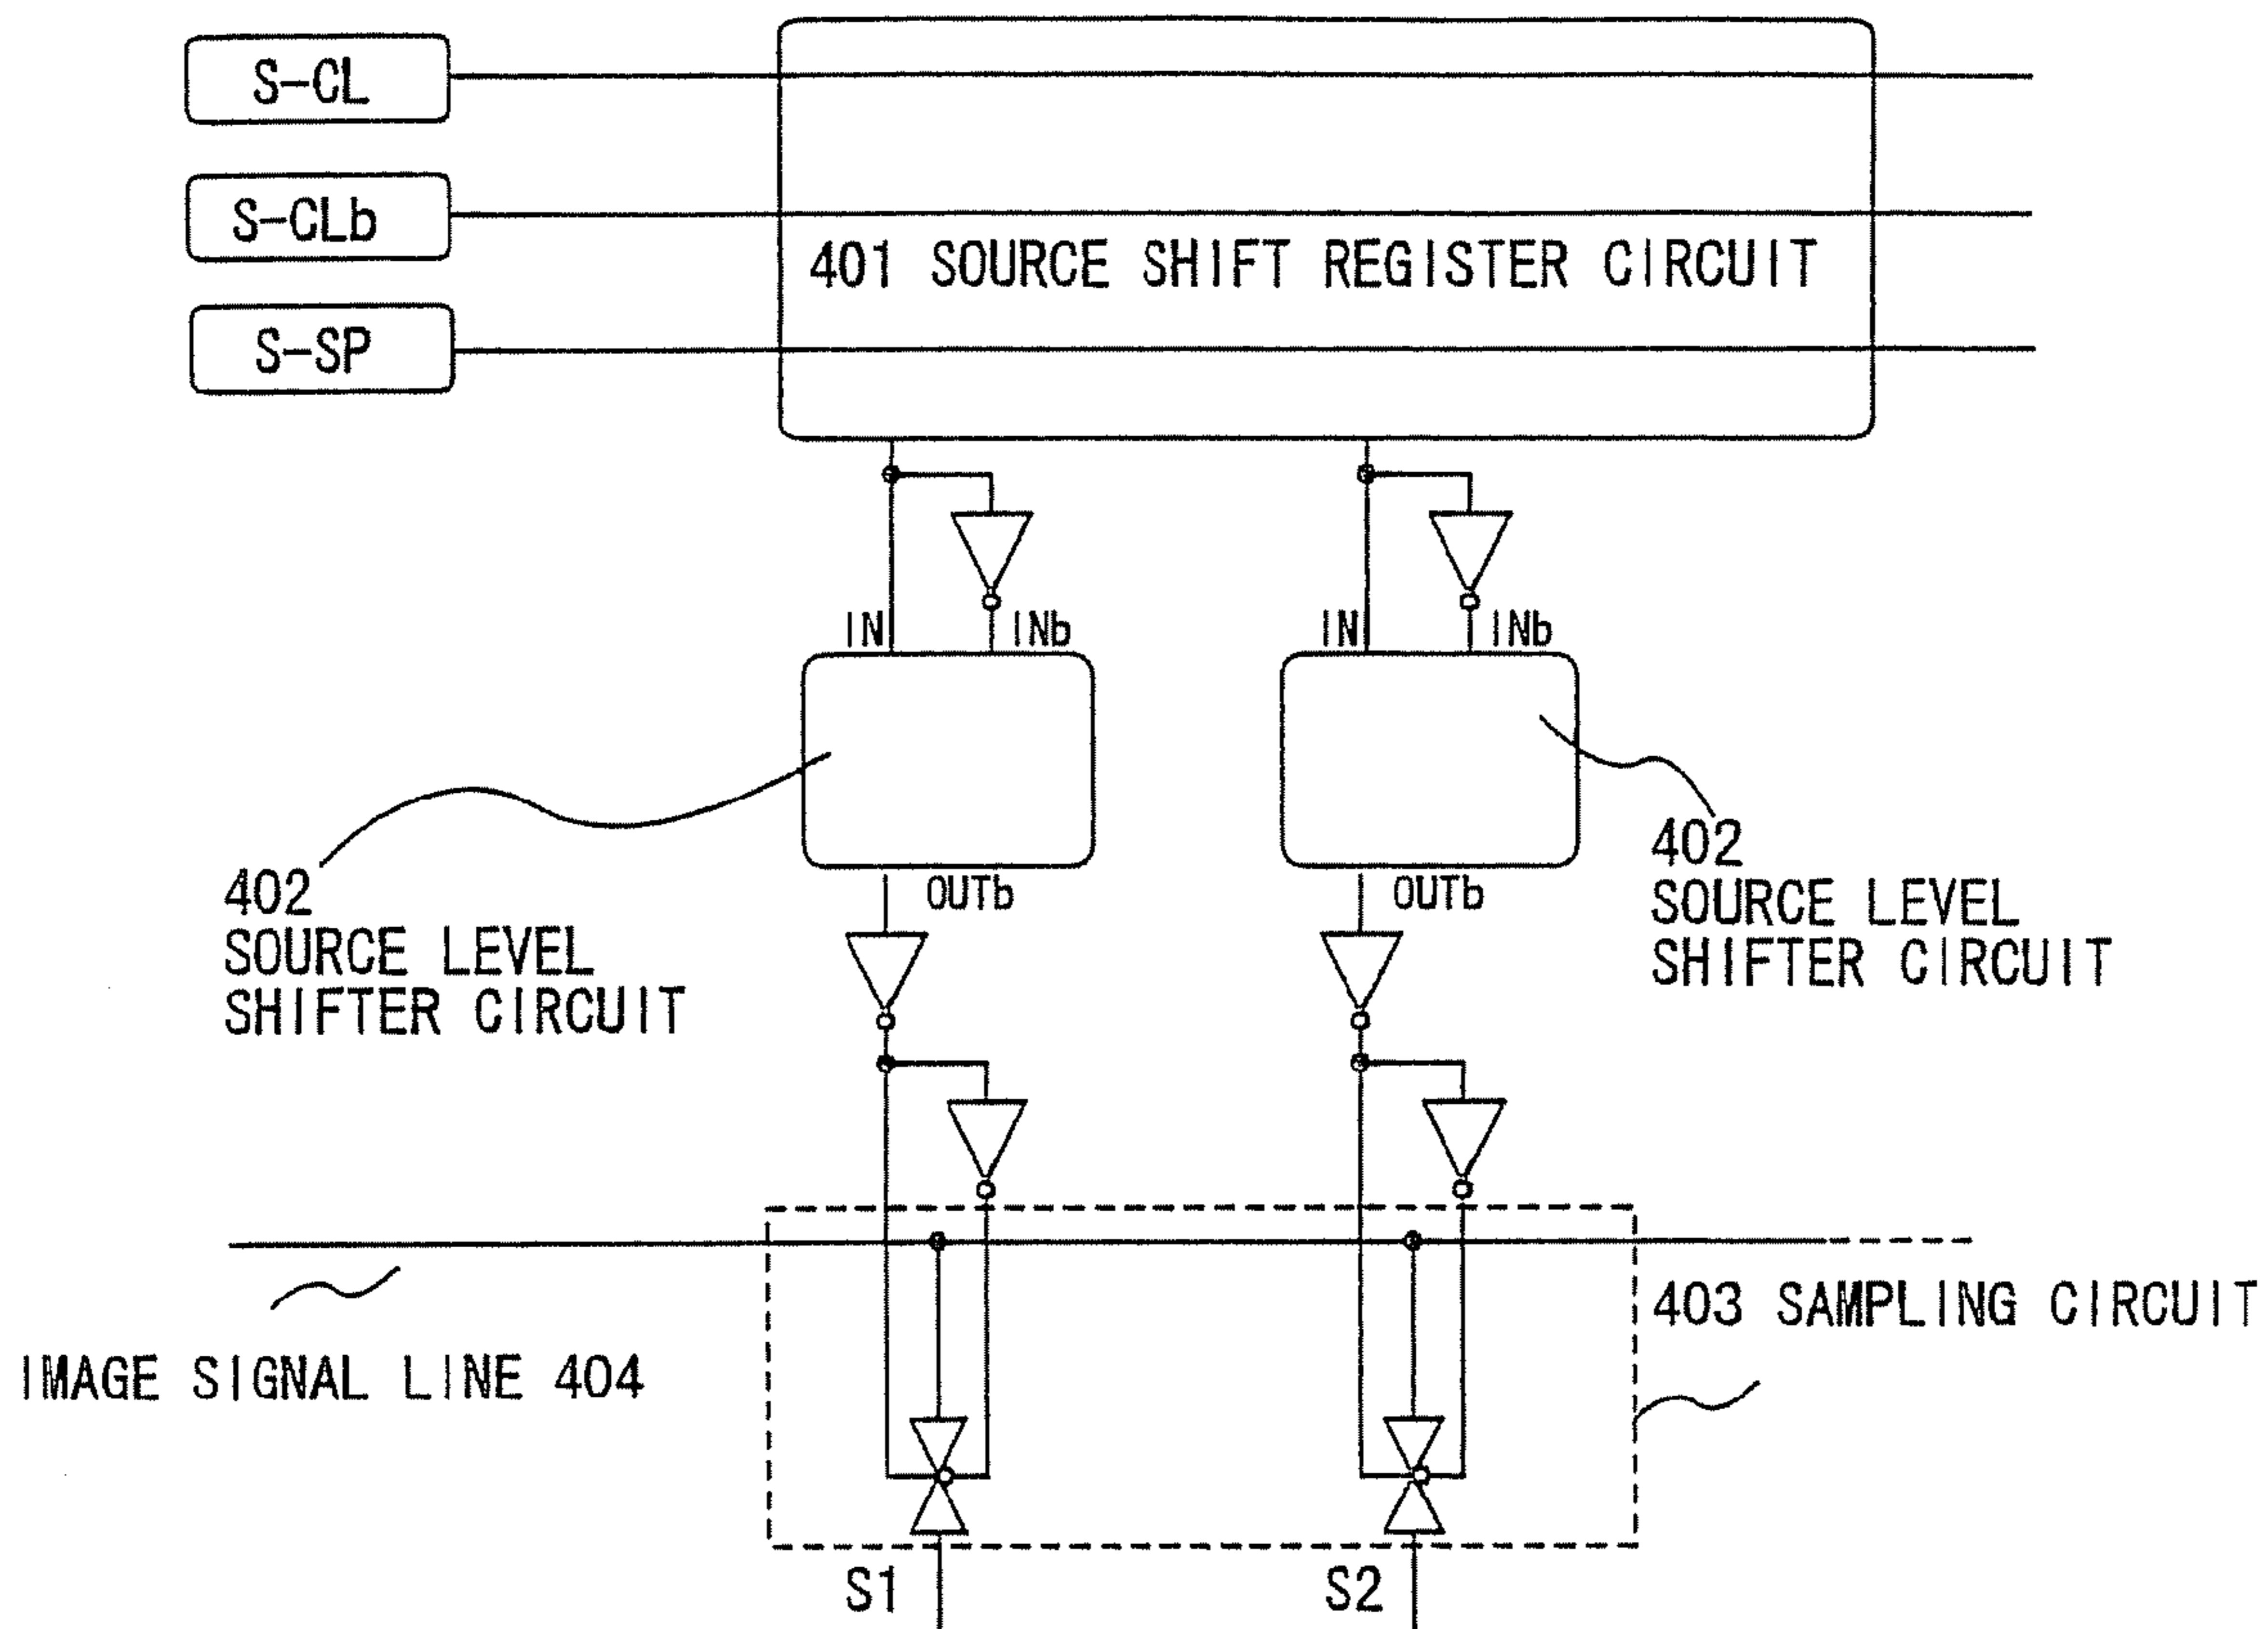 S-CL
S-CLb
401 SOURCE SHIFT REGISTER CIRCUIT
S-SP
IN INb IN INb
OUTb OUTb
402
SOURCE LEVEL
SHIFTER CIRCUIT
402
SOURCE LEVEL
SHIFTER CIRCUIT
403 SAMPLING CIRCUIT
IMAGE SIGNAL LINE 404
S1 S2